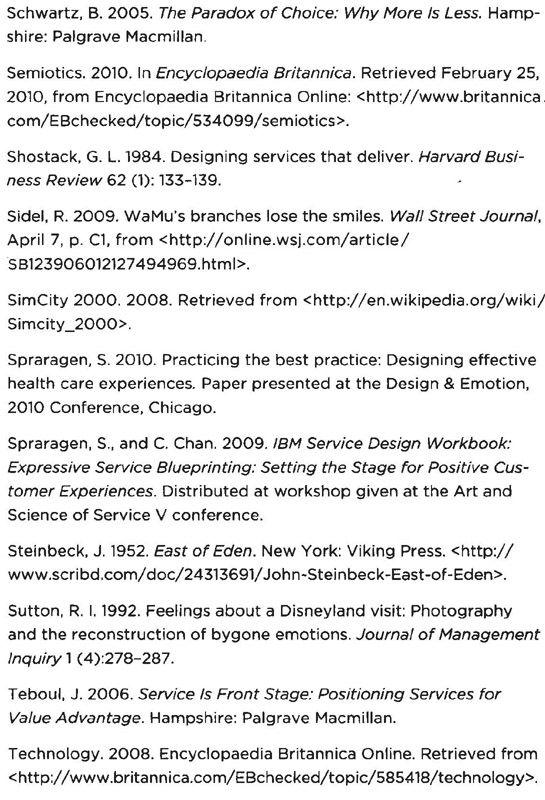 Schwartz, B. 2005. The Paradox of Choice: Why More Is Less. Hamp-
shire: Palgrave Macmillan.
Semiotics. 2010. In Encyclopaedia Britannica. Retrieved February 25,
2010, from Encyclopaedia Britannica Online: <http://www.britannica.
com/EBchecked/topic/534099/semiotics>.
Shostack, G. L. 1984. Designing services that deliver. Harvard Busi-
ness Review 62 (1): 133–139.
Sidel, R. 2009. WaMu's branches lose the smiles. Wall Street Journal,
April 7, p. C1, from <http://online.wsj.com/article/
SB123906012127494969.html>.
SimCity 2000. 2008. Retrieved from <http://en.wikipedia.org/wiki/
Simcity_2000>.
Spraragen, S. 2010. Practicing the best practice: Designing effective
health care experiences. Paper presented at the Design & Emotion,
2010 Conference, Chicago.
Spraragen, S., and C. Chan. 2009. IBM Service Design Workbook:
Expressive Service Blueprinting: Setting the Stage for Positive Cus-
tomer Experiences. Distributed at workshop given at the Art and
Science of Service V conference.
Steinbeck, J. 1952. East of Eden. New York: Viking Press. <http://
www.scribd.com/doc/24313691/John-Steinbeck-East-of-Eden>.
Sutton, R. I. 1992. Feelings about a Disneyland visit: Photography
and the reconstruction of bygone emotions. Journal of Management
Inquiry 1 (4):278–287.
Teboul, J. 2006. Service Is Front Stage: Positioning Services for
Value Advantage. Hampshire: Palgrave Macmillan.
Technology. 2008. Encyclopaedia Britannica Online. Retrieved from
<http://www.britannica.com/EBchecked/topic/585418/technology>.